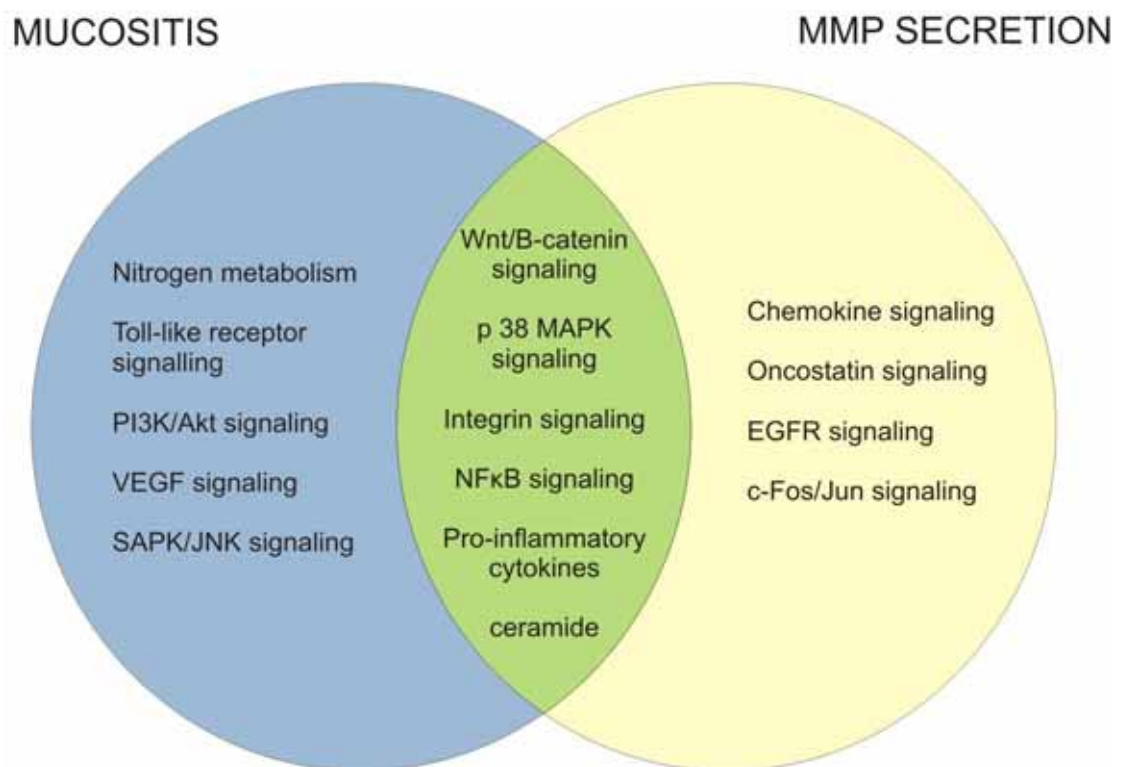 MUCOSITIS
MMP SECRETION
Nitrogen metabolism
Toll-like receptor
signalling
PI3K/Akt signaling
VEGF signaling
SAPK/JNK signaling
Wnt/B-catenin
signaling
p 38 MAPK
signaling
Integrin signaling
NFκB signaling
Pro-inflammatory
cytokines
ceramide
Chemokine signaling
Oncostatin signaling
EGFR signaling
c-Fos/Jun signaling